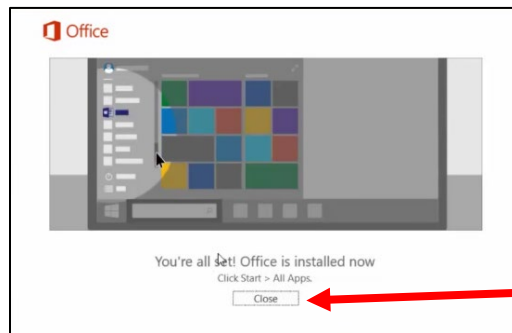 Office
You're all set! Office is installed now
Click Start > All Apps.
Close